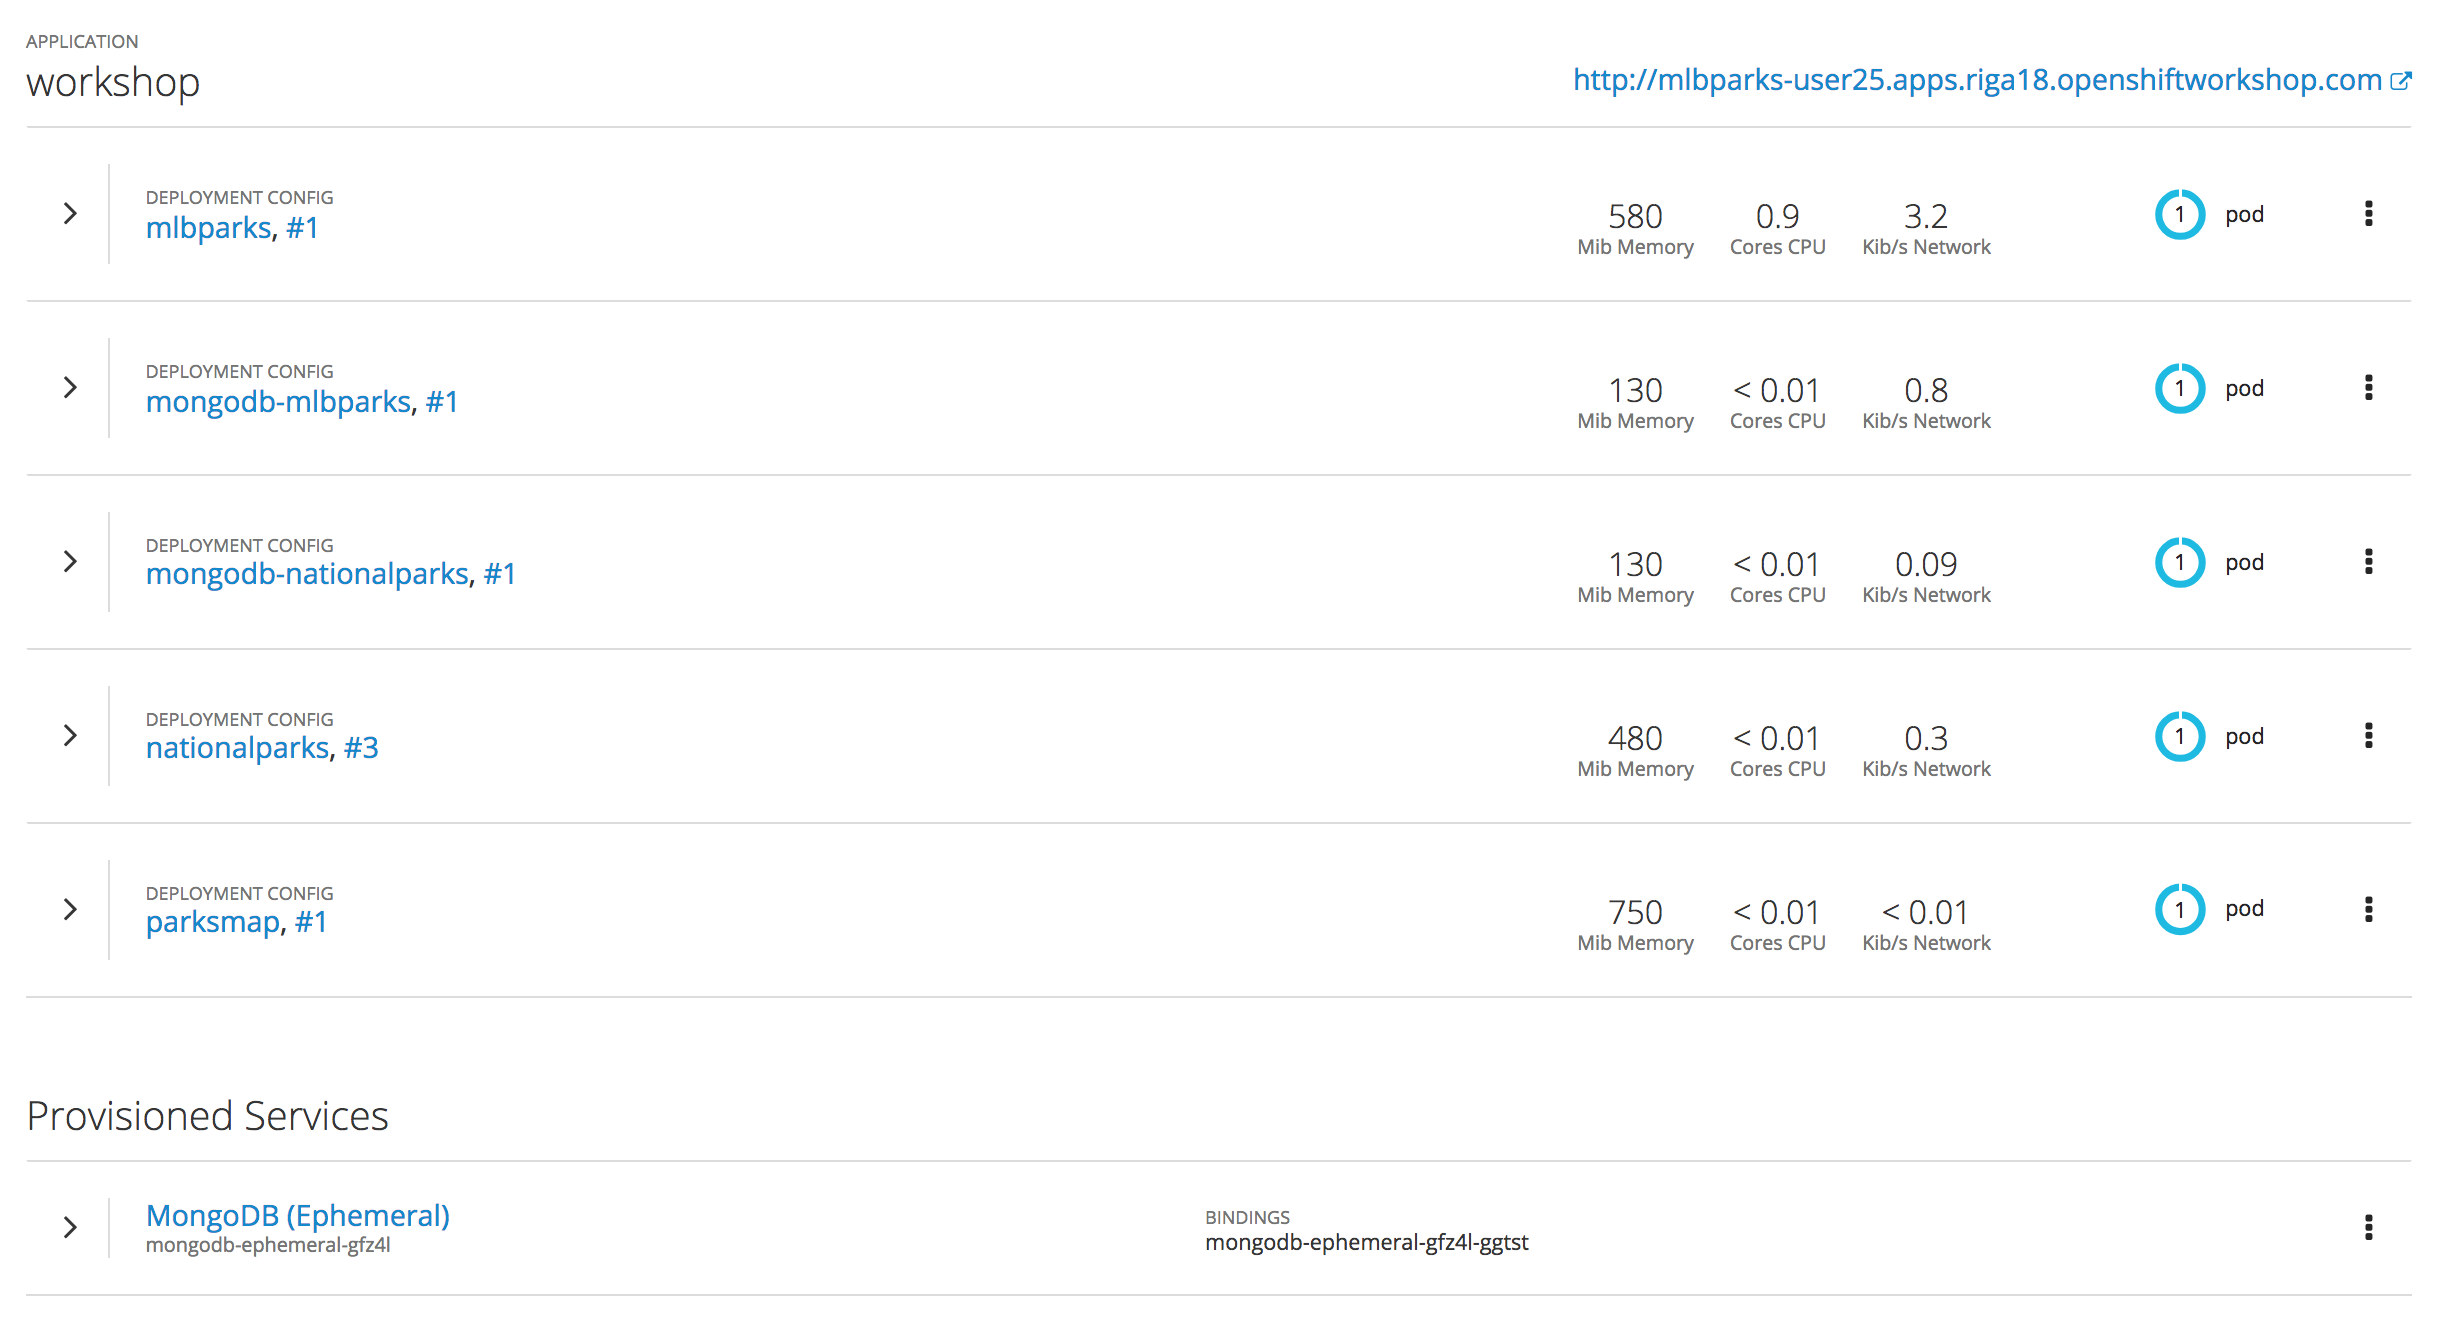 APPLICATION
workshop
http://mlbparks-user25.apps.riga18.openshiftworkshop.com
DEPLOYMENT CONFIG
mlbparks, #1
580 0.9 3.2
Mib Memory Cores CPU Kib/s Network
1 pod
DEPLOYMENT CONFIG
mongodb-mlbparks, #1
130 < 0.01 0.8
Mib Memory Cores CPU Kib/s Network
1 pod
DEPLOYMENT CONFIG
mongodb-nationalparks, #1
130 < 0.01 0.09
Mib Memory Cores CPU Kib/s Network
1 pod
DEPLOYMENT CONFIG
nationalparks, #3
480 < 0.01 0.3
Mib Memory Cores CPU Kib/s Network
1 pod
DEPLOYMENT CONFIG
parksmap, #1
750 < 0.01 < 0.01
Mib Memory Cores CPU Kib/s Network
1 pod
Provisioned Services
MongoDB (Ephemeral)
mongodb-ephemeral-gfz4l
BINDINGS
mongodb-ephemeral-gfz4l-ggtst